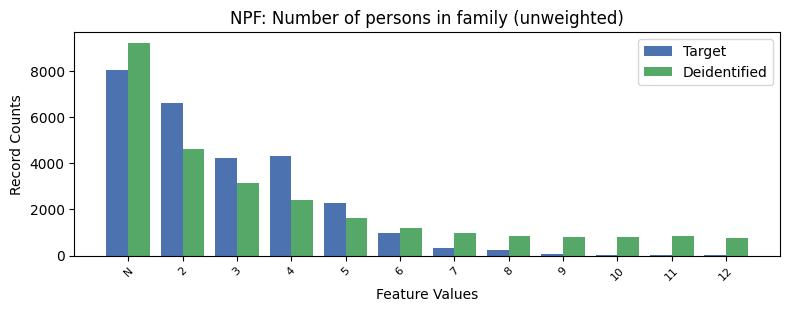 NPF: Number of persons in family (unweighted)
Target
Deidentified
Record Counts
8000
6000
4000
2000
0
N 2 3 4 5 6 7 8 9 10 11 12
Feature Values